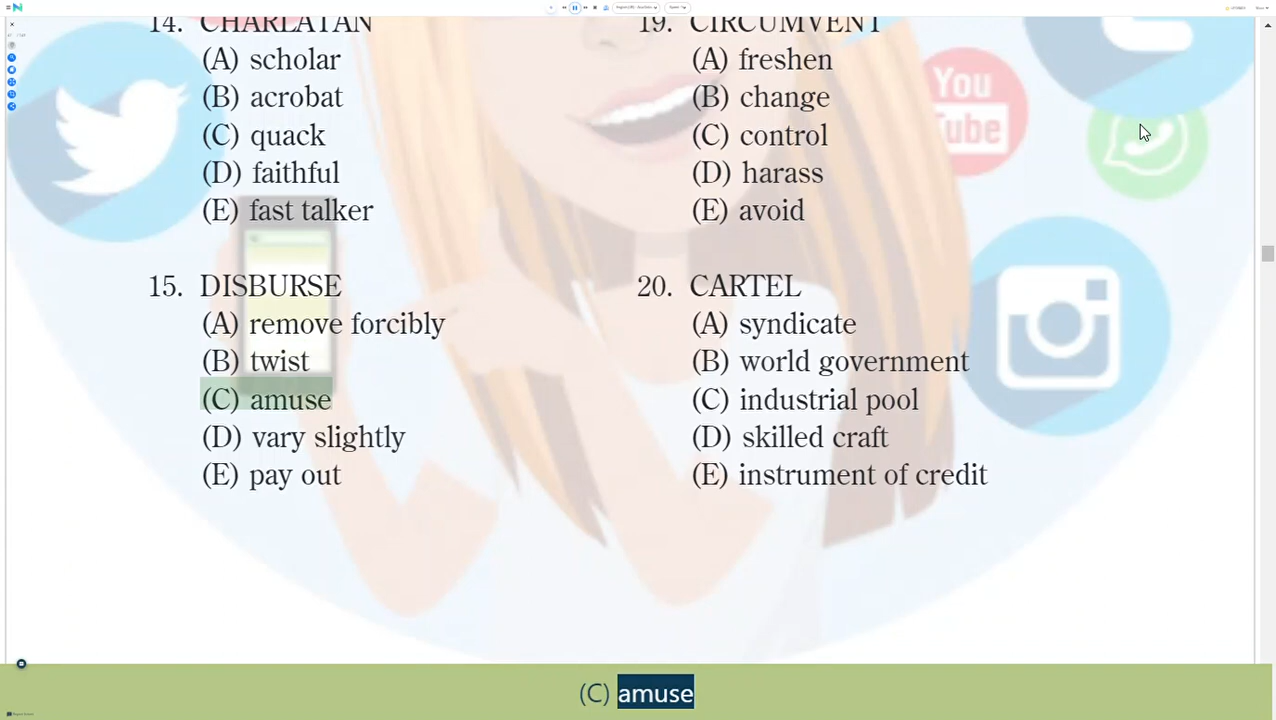 14. CHARLATAN
(A) scholar
(B) acrobat
(C) quack
(D) faithful
(E) fast talker
15. DISBURSE
(A) remove forcibly
(B) twist
(C) amuse
(D) vary slightly
(E) pay out
19. CIRCUMVENT
(A) freshen
(B) change
(C) control
(D) harass
(E) avoid
20. CARTEL
(A) syndicate
(B) world government
(C) industrial pool
(D) skilled craft
(E) instrument of credit
You
Tube
(C) amuse